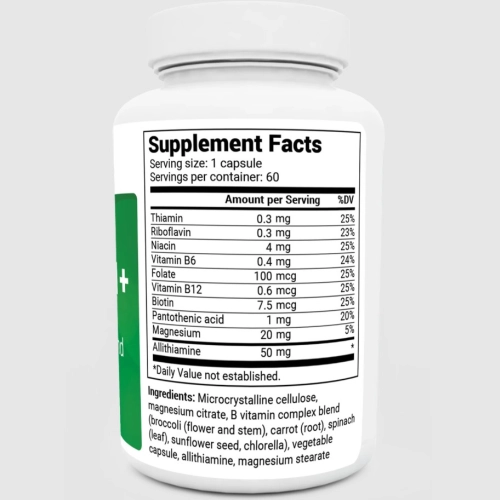 Supplement Facts
Serving size: 1 capsule
Servings per container: 60
Amount per Serving %DV
Thiamin 0.3 mg 25%
Riboflavin 0.3 mg 23%
Niacin 4 mg 25%
Vitamin B6 0.4 mg 24%
Folate 100 mcg 25%
Vitamin B12 0.6 mcg 25%
Biotin 7.5 mcg 25%
Pantothenic acid 1 mg 20%
Magnesium 20 mg 5%
Allithiamine 50 mg *
*Daily Value not established.
Ingredients: Microcrystalline cellulose,
magnesium citrate, B vitamin complex blend
(broccoli (flower and stem), carrot (root), spinach
(leaf), sunflower seed, chlorella), vegetable
capsule, allithiamine, magnesium stearate